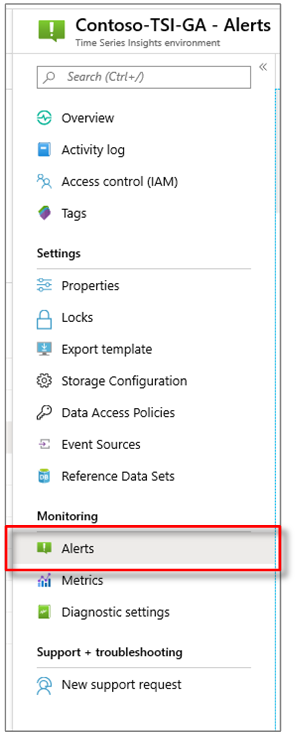 Contoso-TSI-GA - Alerts
Time Series Insights environment
Search (Ctrl+/)
«
Overview
Activity log
Access control (IAM)
Tags
Settings
Properties
Locks
Export template
Storage Configuration
Data Access Policies
Event Sources
Reference Data Sets
Monitoring
Alerts
Metrics
Diagnostic settings
Support + troubleshooting
New support request